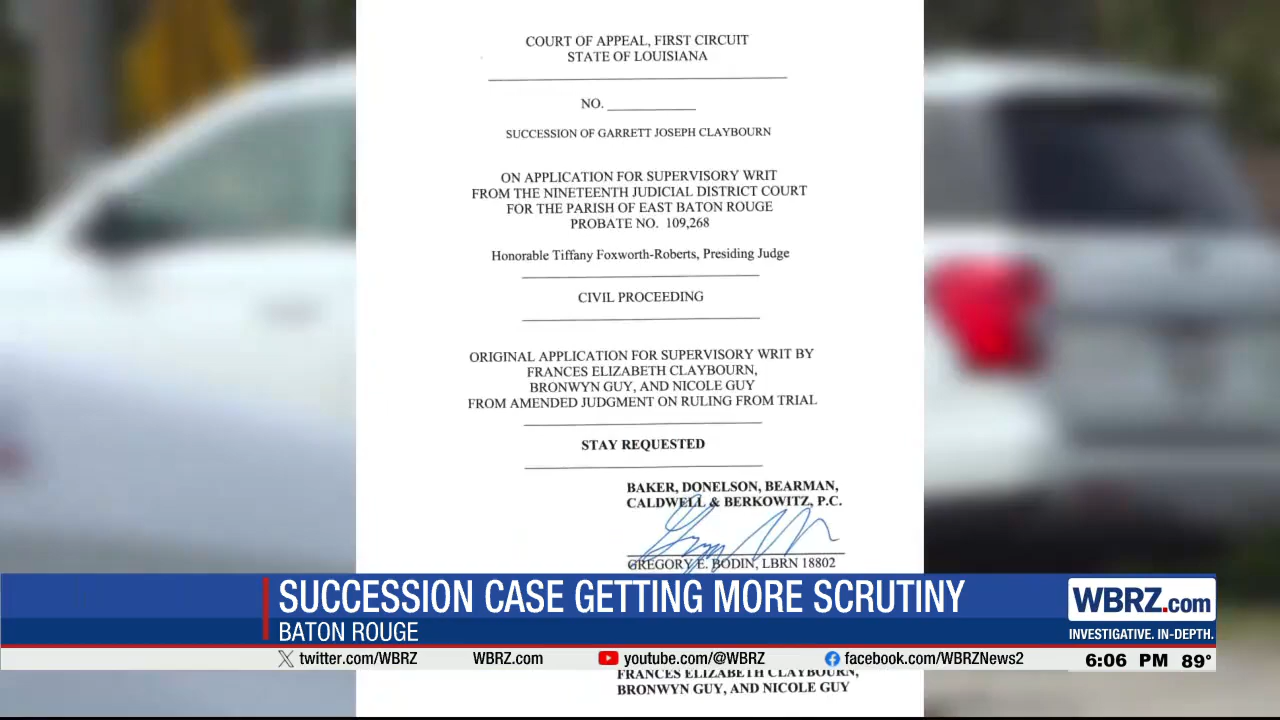 COURT OF APPEAL, FIRST CIRCUIT
STATE OF LOUISIANA
NO. ____________
SUCCESSION OF GARRETT JOSEPH CLAYBOURN
ON APPLICATION FOR SUPERVISORY WRIT
FROM THE NINETEENTH JUDICIAL DISTRICT COURT
FOR THE PARISH OF EAST BATON ROUGE
PROBATE NO. 109,268
Honorable Tiffany Foxworth-Roberts, Presiding Judge
CIVIL PROCEEDING
ORIGINAL APPLICATION FOR SUPERVISORY WRIT BY
FRANCES ELIZABETH CLAYBOURN,
BRONWYN GUY, AND NICOLE GUY
FROM AMENDED JUDGMENT ON RULING FROM TRIAL
STAY REQUESTED
BAKER, DONELSON, BEARMAN,
CALDWELL & BERKOWITZ, P.C.
GREGORY E. BODIN, LBRN 18802
SUCCESSION CASE GETTING MORE SCRUTINY
BATON ROUGE
WBRZ.com
INVESTIGATIVE. IN-DEPTH.
twitter.com/WBRZ WBRZ.com youtube.com/@WBRZ facebook.com/WBRZNews2 6:06 PM 89°
FRANCES ELIZABETH CLAYBOURN,
BRONWYN GUY, AND NICOLE GUY